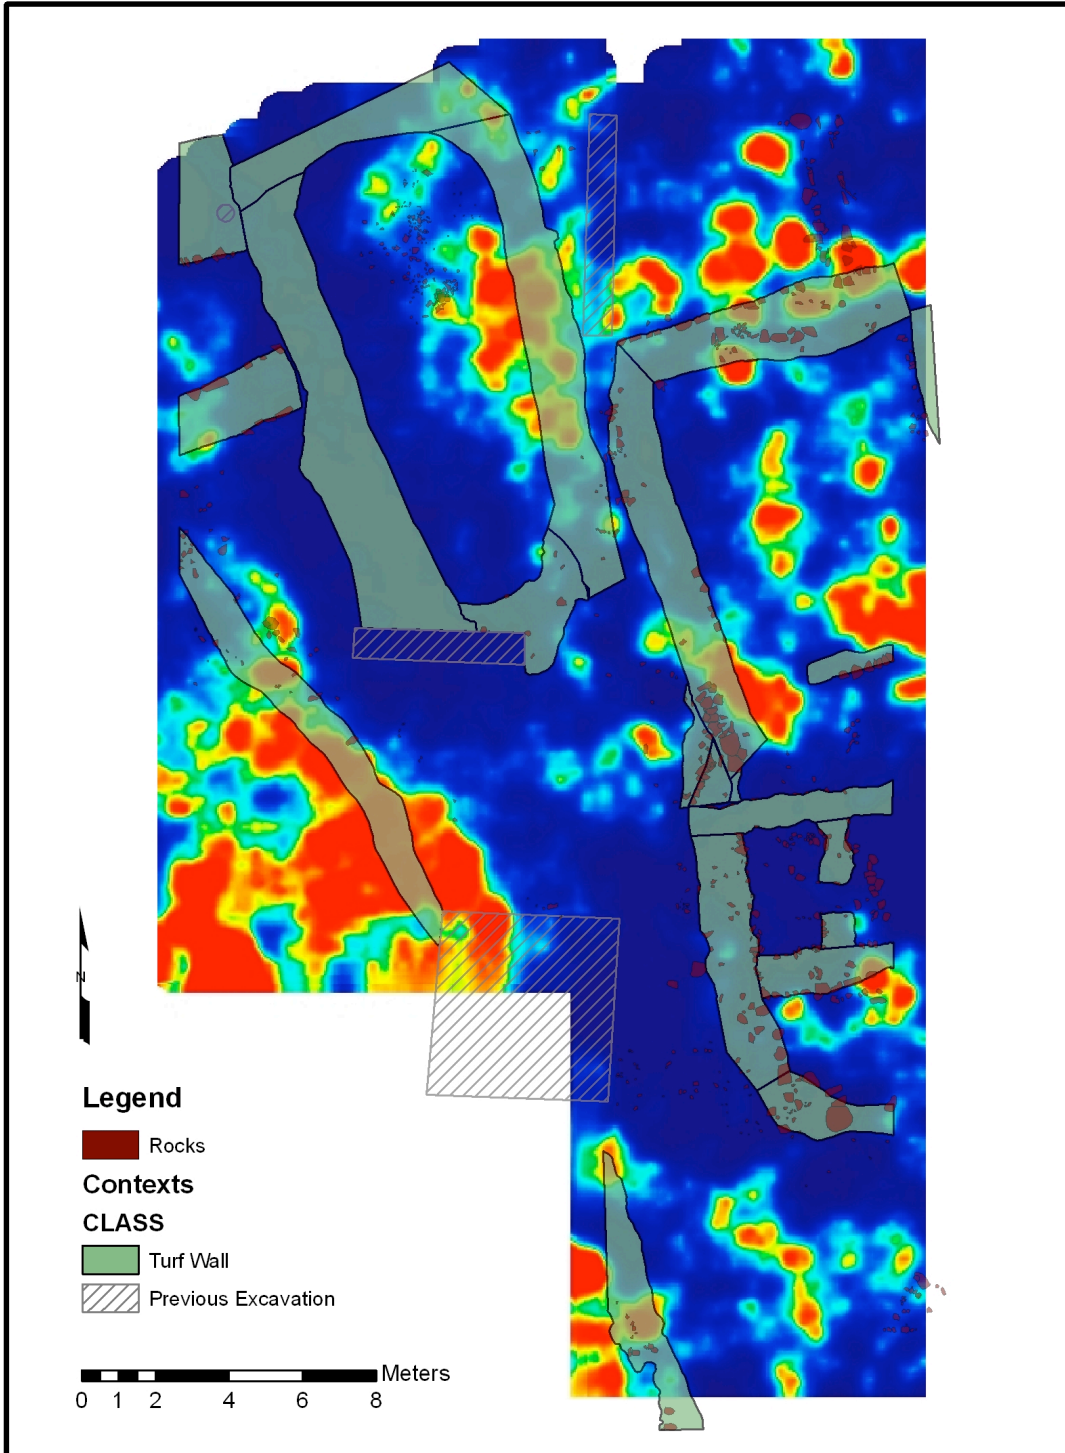 N
Legend
Rocks
Contexts
CLASS
Turf Wall
Previous Excavation
Meters
0 1 2 4 6 8